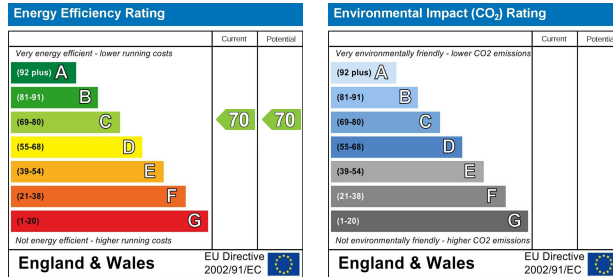 Energy Efficiency Rating
Current Potential
Very energy efficient - lower running costs
(92 plus) A
(81-91) B
(69-80) C 70 70
(55-68) D
(39-54) E
(21-38) F
(1-20) G
Not energy efficient - higher running costs
England & Wales EU Directive 2002/91/EC
Environmental Impact (CO₂) Rating
Current Potential
Very environmentally friendly - lower CO2 emissions
(92 plus) A
(81-91) B
(69-80) C
(55-68) D
(39-54) E
(21-38) F
(1-20) G
Not environmentally friendly - higher CO2 emissions
England & Wales EU Directive 2002/91/EC